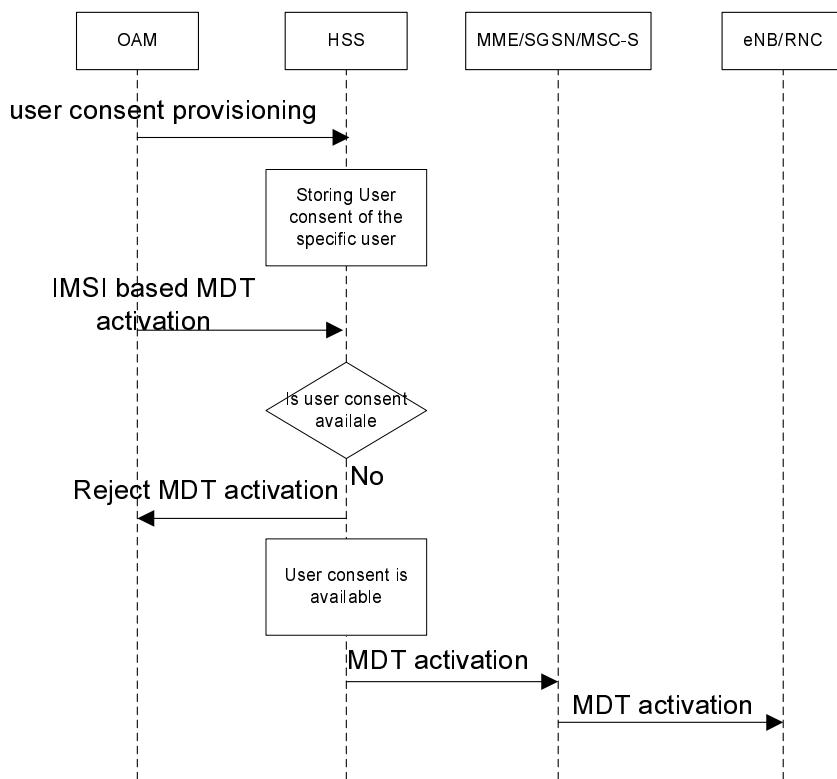 OAM
HSS
MME/SGSN/MSC-S
eNB/RNC
user consent provisioning
Storing User
consent of the
specific user
IMSI based MDT
activation
Is user consent
availale
No
Reject MDT activation
User consent is
available
MDT activation
MDT activation